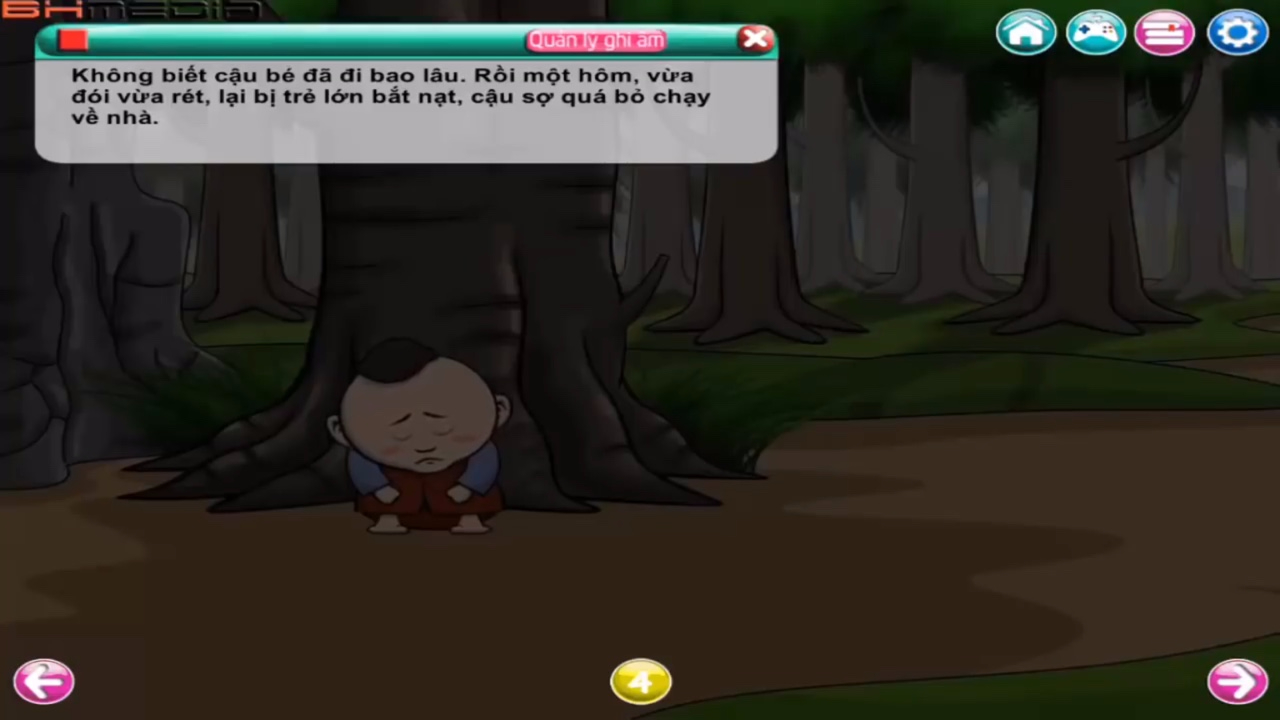 BHMEDIA
Quản lý ghi âm
Không biết cậu bé đã đi bao lâu. Rồi một hôm, vừa
đói vừa rét, lại bị trẻ lớn bắt nạt, cậu sợ quá bỏ chạy
về nhà.
4